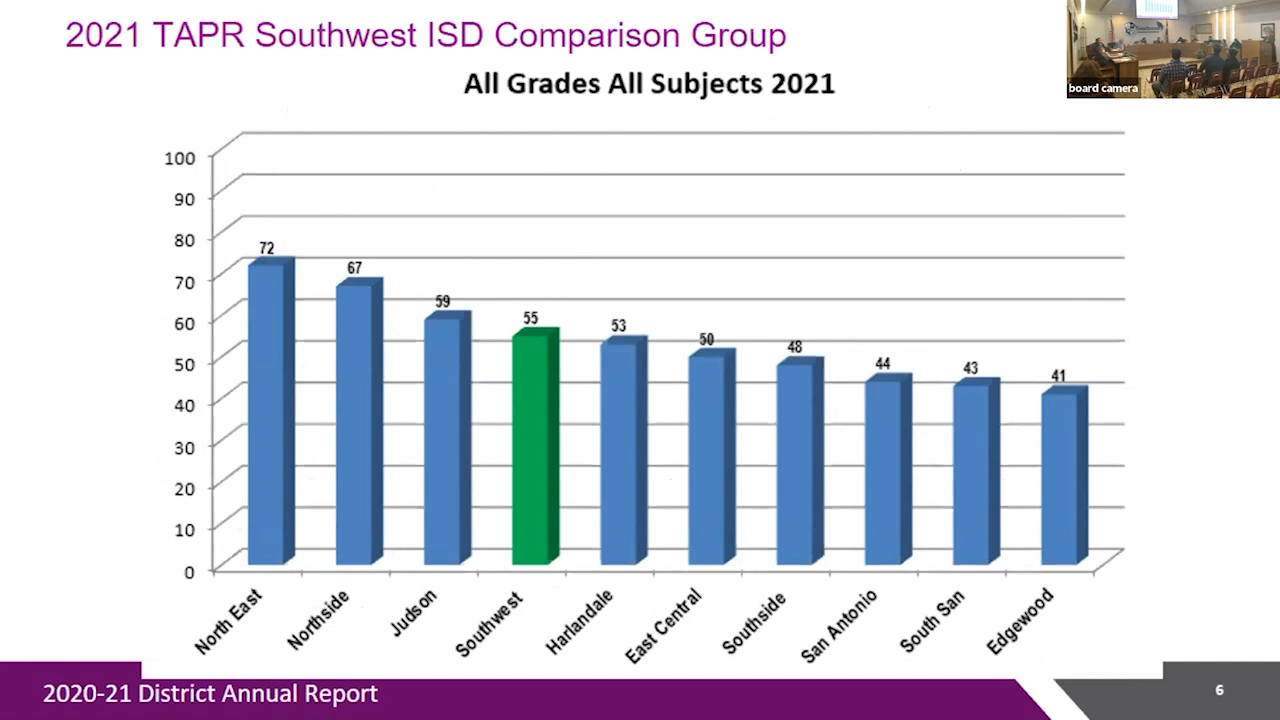 2021 TAPR Southwest ISD Comparison Group
board camera
All Grades All Subjects 2021
100
90
80
70
60
50
40
30
20
10
0
72
67
59
55
53
50
48
44
43
41
North East
Northside
Judson
Southwest
Harlandale
East Central
Southside
San Antonio
South San
Edgewood
2020-21 District Annual Report
6